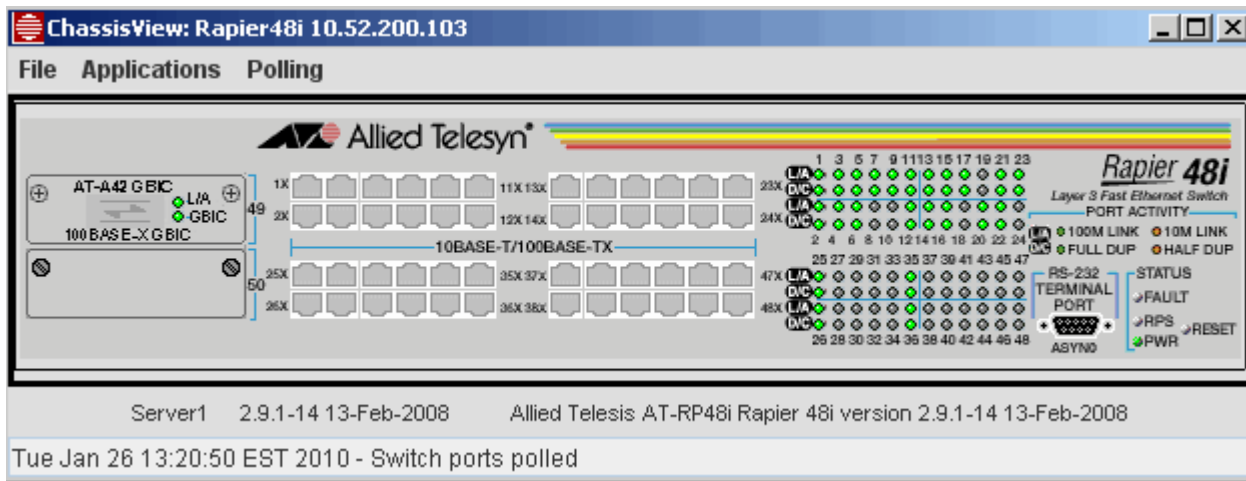 ChassisView: Rapier48i 10.52.200.103
File Applications Polling
Allied Telesyn
1 3 5 7 9 11 13 15 17 19 21 23
Rapier 48i
Layer 3 Fast Ethernet Switch
AT-A42 GBIC
L/A
GBIC
100BASE-X GBIC
49
1X 11X 13X 23X
2X 12X 14X 24X
L/A
D/C
L/A
D/C
PORT ACTIVITY
L/A 100M LINK 10M LINK
D/C FULL DUP HALF DUP
10BASE-T/100BASE-TX
2 4 6 8 10 12 14 16 18 20 22 24
25 27 29 31 33 35 37 39 41 43 45 47
50
25X 35X 37X 47X
26X 36X 38X 48X
L/A
D/C
L/A
D/C
26 28 30 32 34 36 38 40 42 44 46 48
RS-232
TERMINAL
PORT
ASYN0
STATUS
FAULT
RPS
RESET
PWR
Server1 2.9.1-14 13-Feb-2008 Allied Telesis AT-RP48i Rapier 48i version 2.9.1-14 13-Feb-2008
Tue Jan 26 13:20:50 EST 2010 - Switch ports polled